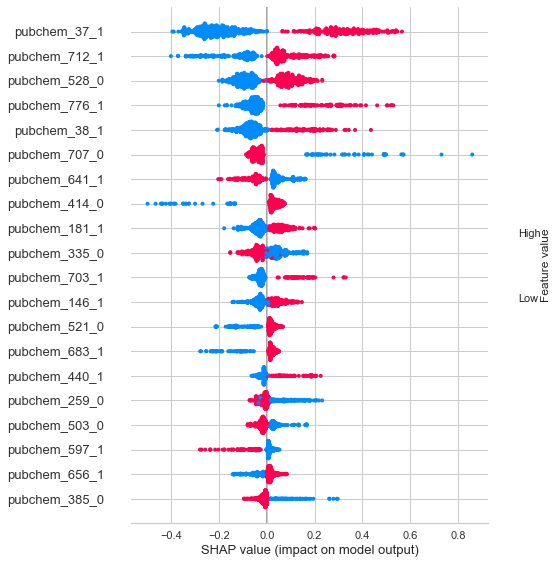 pubchem_37_1
pubchem_712_1
pubchem_528_0
pubchem_776_1
pubchem_38_1
pubchem_707_0
pubchem_641_1
pubchem_414_0
pubchem_181_1
pubchem_335_0
pubchem_703_1
pubchem_146_1
pubchem_521_0
pubchem_683_1
pubchem_440_1
pubchem_259_0
pubchem_503_0
pubchem_597_1
pubchem_656_1
pubchem_385_0
−0.4 −0.2 0.0 0.2 0.4 0.6 0.8
SHAP value (impact on model output)
High
Low
Feature value